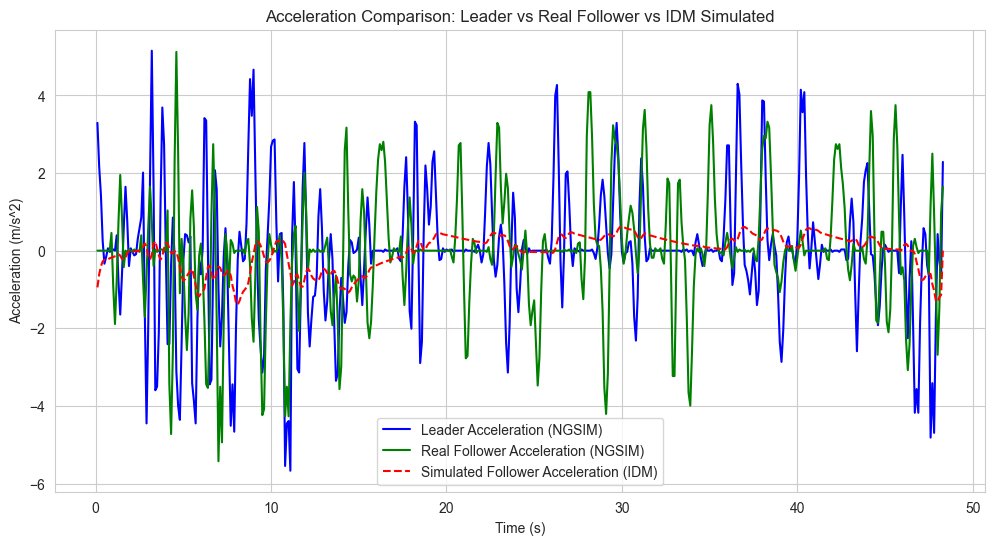 Acceleration Comparison: Leader vs Real Follower vs IDM Simulated
Acceleration (m/s^2)
4
2
0
−2
−4
−6
Leader Acceleration (NGSIM)
Real Follower Acceleration (NGSIM)
Simulated Follower Acceleration (IDM)
0 10 20 30 40 50
Time (s)